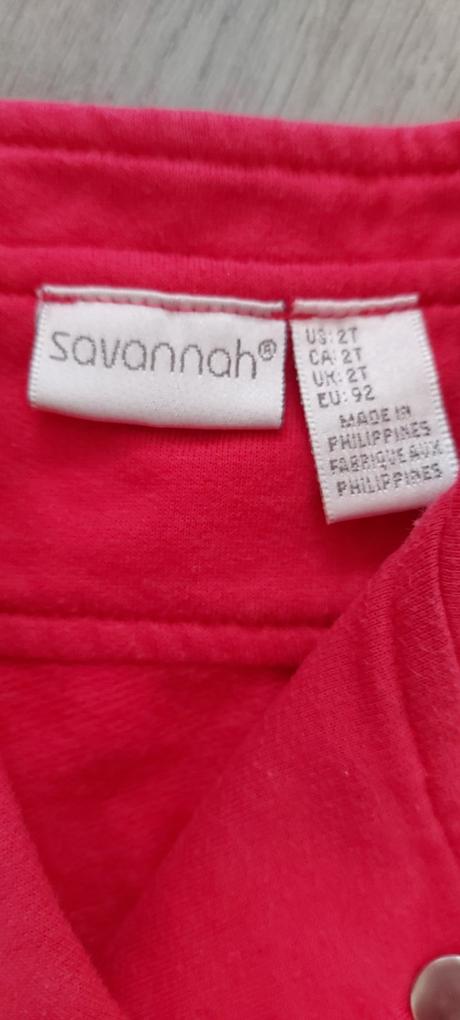 savannah®
US: 2T
CA: 2T
UK: 2T
EU: 92
MADE IN
PHILIPPINES
FABRIQUE AUX
PHILIPPINES